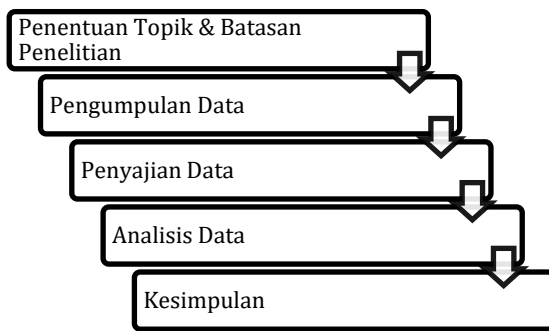 Penentuan Topik & Batasan
Penelitian
Pengumpulan Data
Penyajian Data
Analisis Data
Kesimpulan